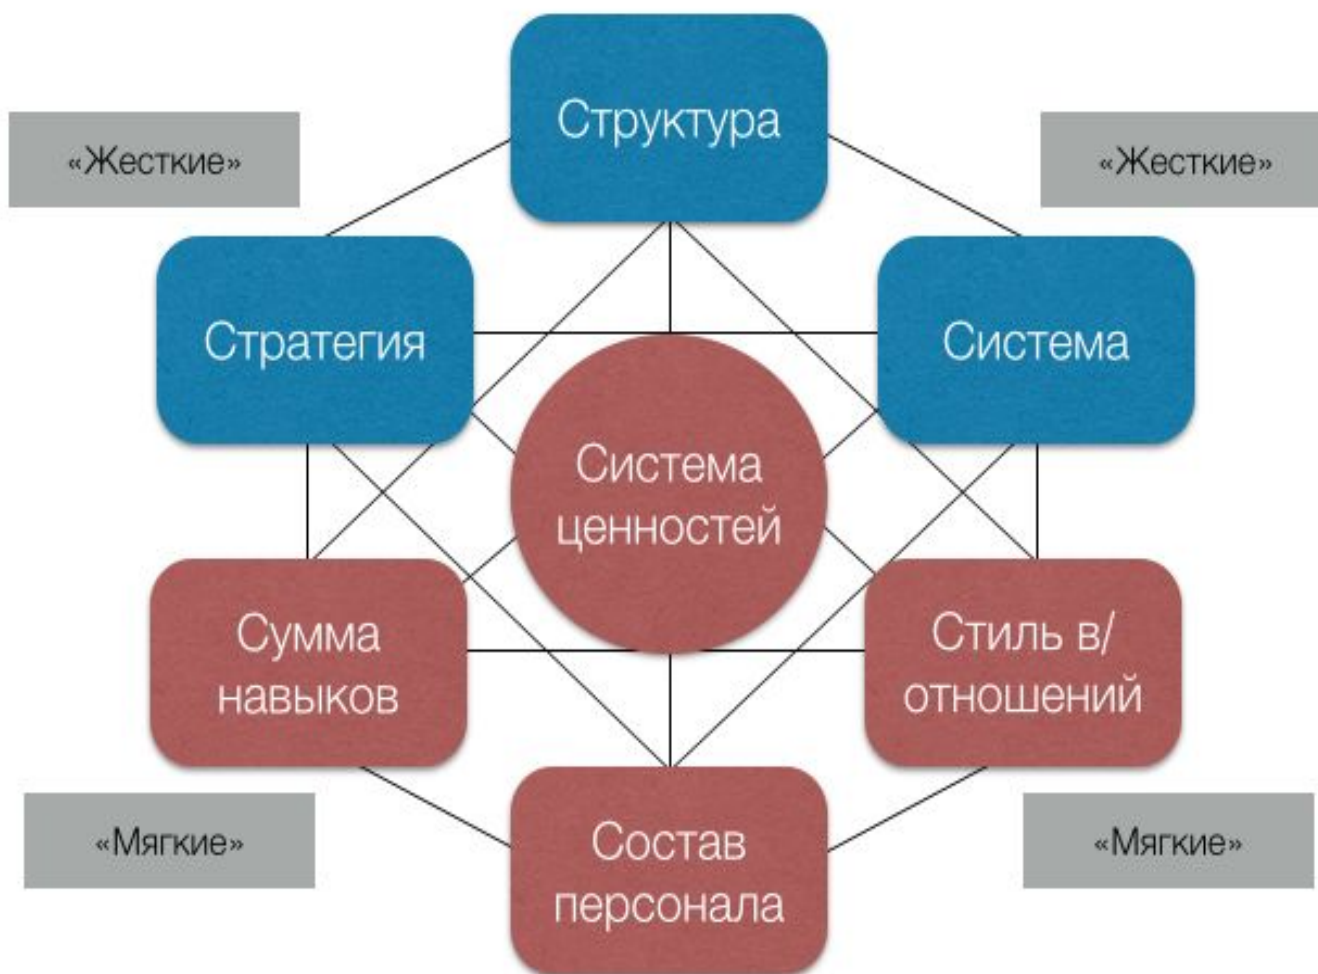 Структура
«Жесткие»
«Жесткие»
Стратегия
Система
Система
ценностей
Сумма
навыков
Стиль в/
отношений
«Мягкие»
Состав
персонала
«Мягкие»